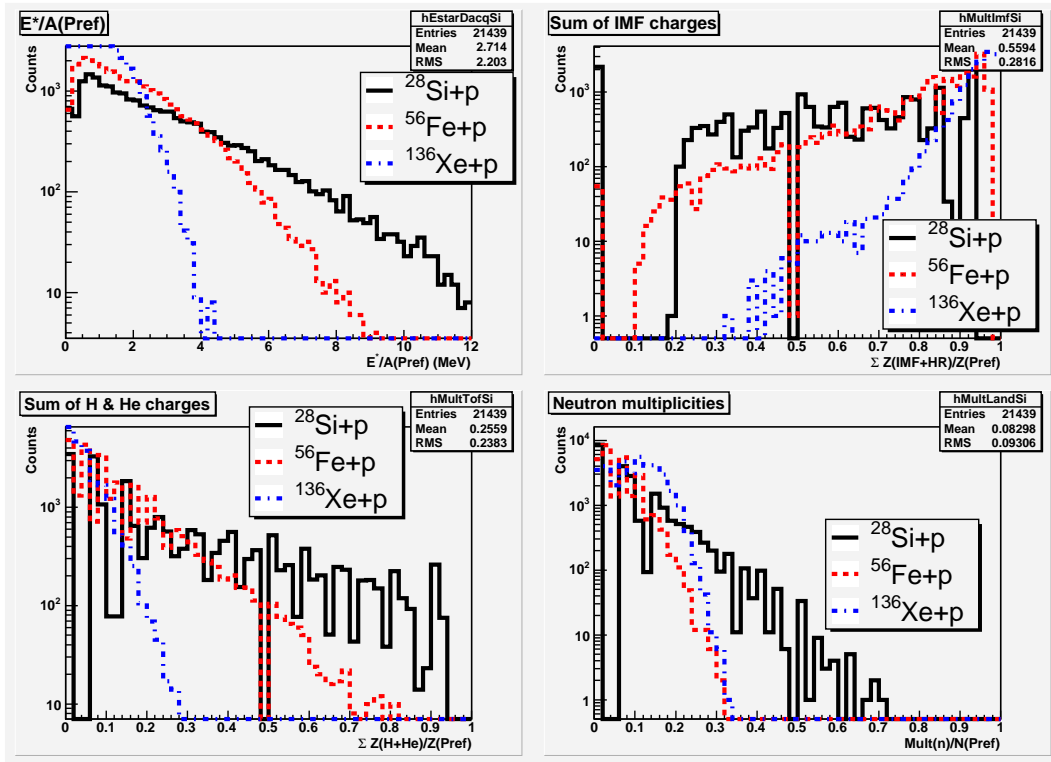 E*/A(Pref)
hEstarDacqSi
Entries 21439
Mean 2.714
RMS 2.203
Counts
10³
10²
10
²⁸Si+p
⁵⁶Fe+p
¹³⁶Xe+p
0 2 4 6 8 10 12
E*/A(Pref) (MeV)
Sum of IMF charges
hMultImfSi
Entries 21439
Mean 0.5594
RMS 0.2816
Counts
10³
10²
10
1
²⁸Si+p
⁵⁶Fe+p
¹³⁶Xe+p
0 0.1 0.2 0.3 0.4 0.5 0.6 0.7 0.8 0.9 1
Σ Z(IMF+HR)/Z(Pref)
Sum of H & He charges
hMultTofSi
Entries 21439
Mean 0.2559
RMS 0.2383
Counts
10³
10²
10
²⁸Si+p
⁵⁶Fe+p
¹³⁶Xe+p
0 0.1 0.2 0.3 0.4 0.5 0.6 0.7 0.8 0.9 1
Σ Z(H+He)/Z(Pref)
Neutron multiplicities
hMultLandSi
Entries 21439
Mean 0.08298
RMS 0.09306
Counts
10⁴
10³
10²
10
1
²⁸Si+p
⁵⁶Fe+p
¹³⁶Xe+p
0 0.1 0.2 0.3 0.4 0.5 0.6 0.7 0.8 0.9 1
Mult(n)/N(Pref)